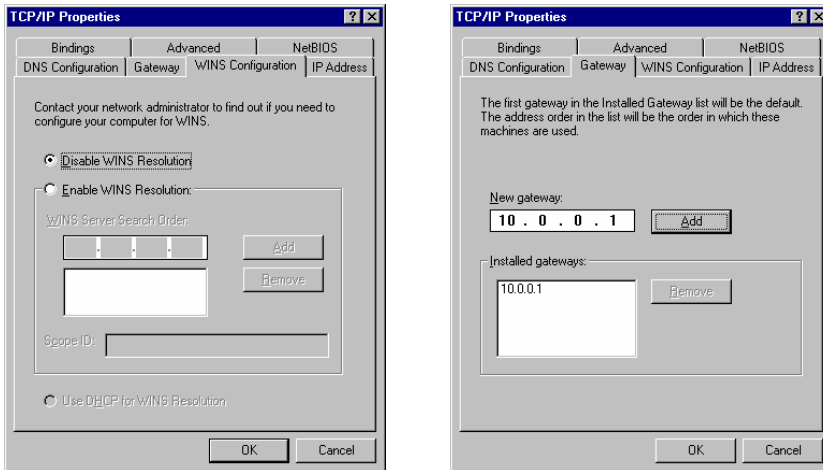 TCP/IP Properties
Bindings
Advanced
NetBIOS
DNS Configuration
Gateway
WINS Configuration
IP Address
Contact your network administrator to find out if you need to
configure your computer for WINS.
Disable WINS Resolution
Enable WINS Resolution:
WINS Server Search Order:
Add
Remove
Scope ID:
Use DHCP for WINS Resolution
OK
Cancel
TCP/IP Properties
Bindings
Advanced
NetBIOS
DNS Configuration
Gateway
WINS Configuration
IP Address
The first gateway in the Installed Gateway list will be the default.
The address order in the list will be the order in which these
machines are used.
New gateway:
10 . 0 . 0 . 1
Add
Installed gateways:
10.0.0.1
Remove
OK
Cancel